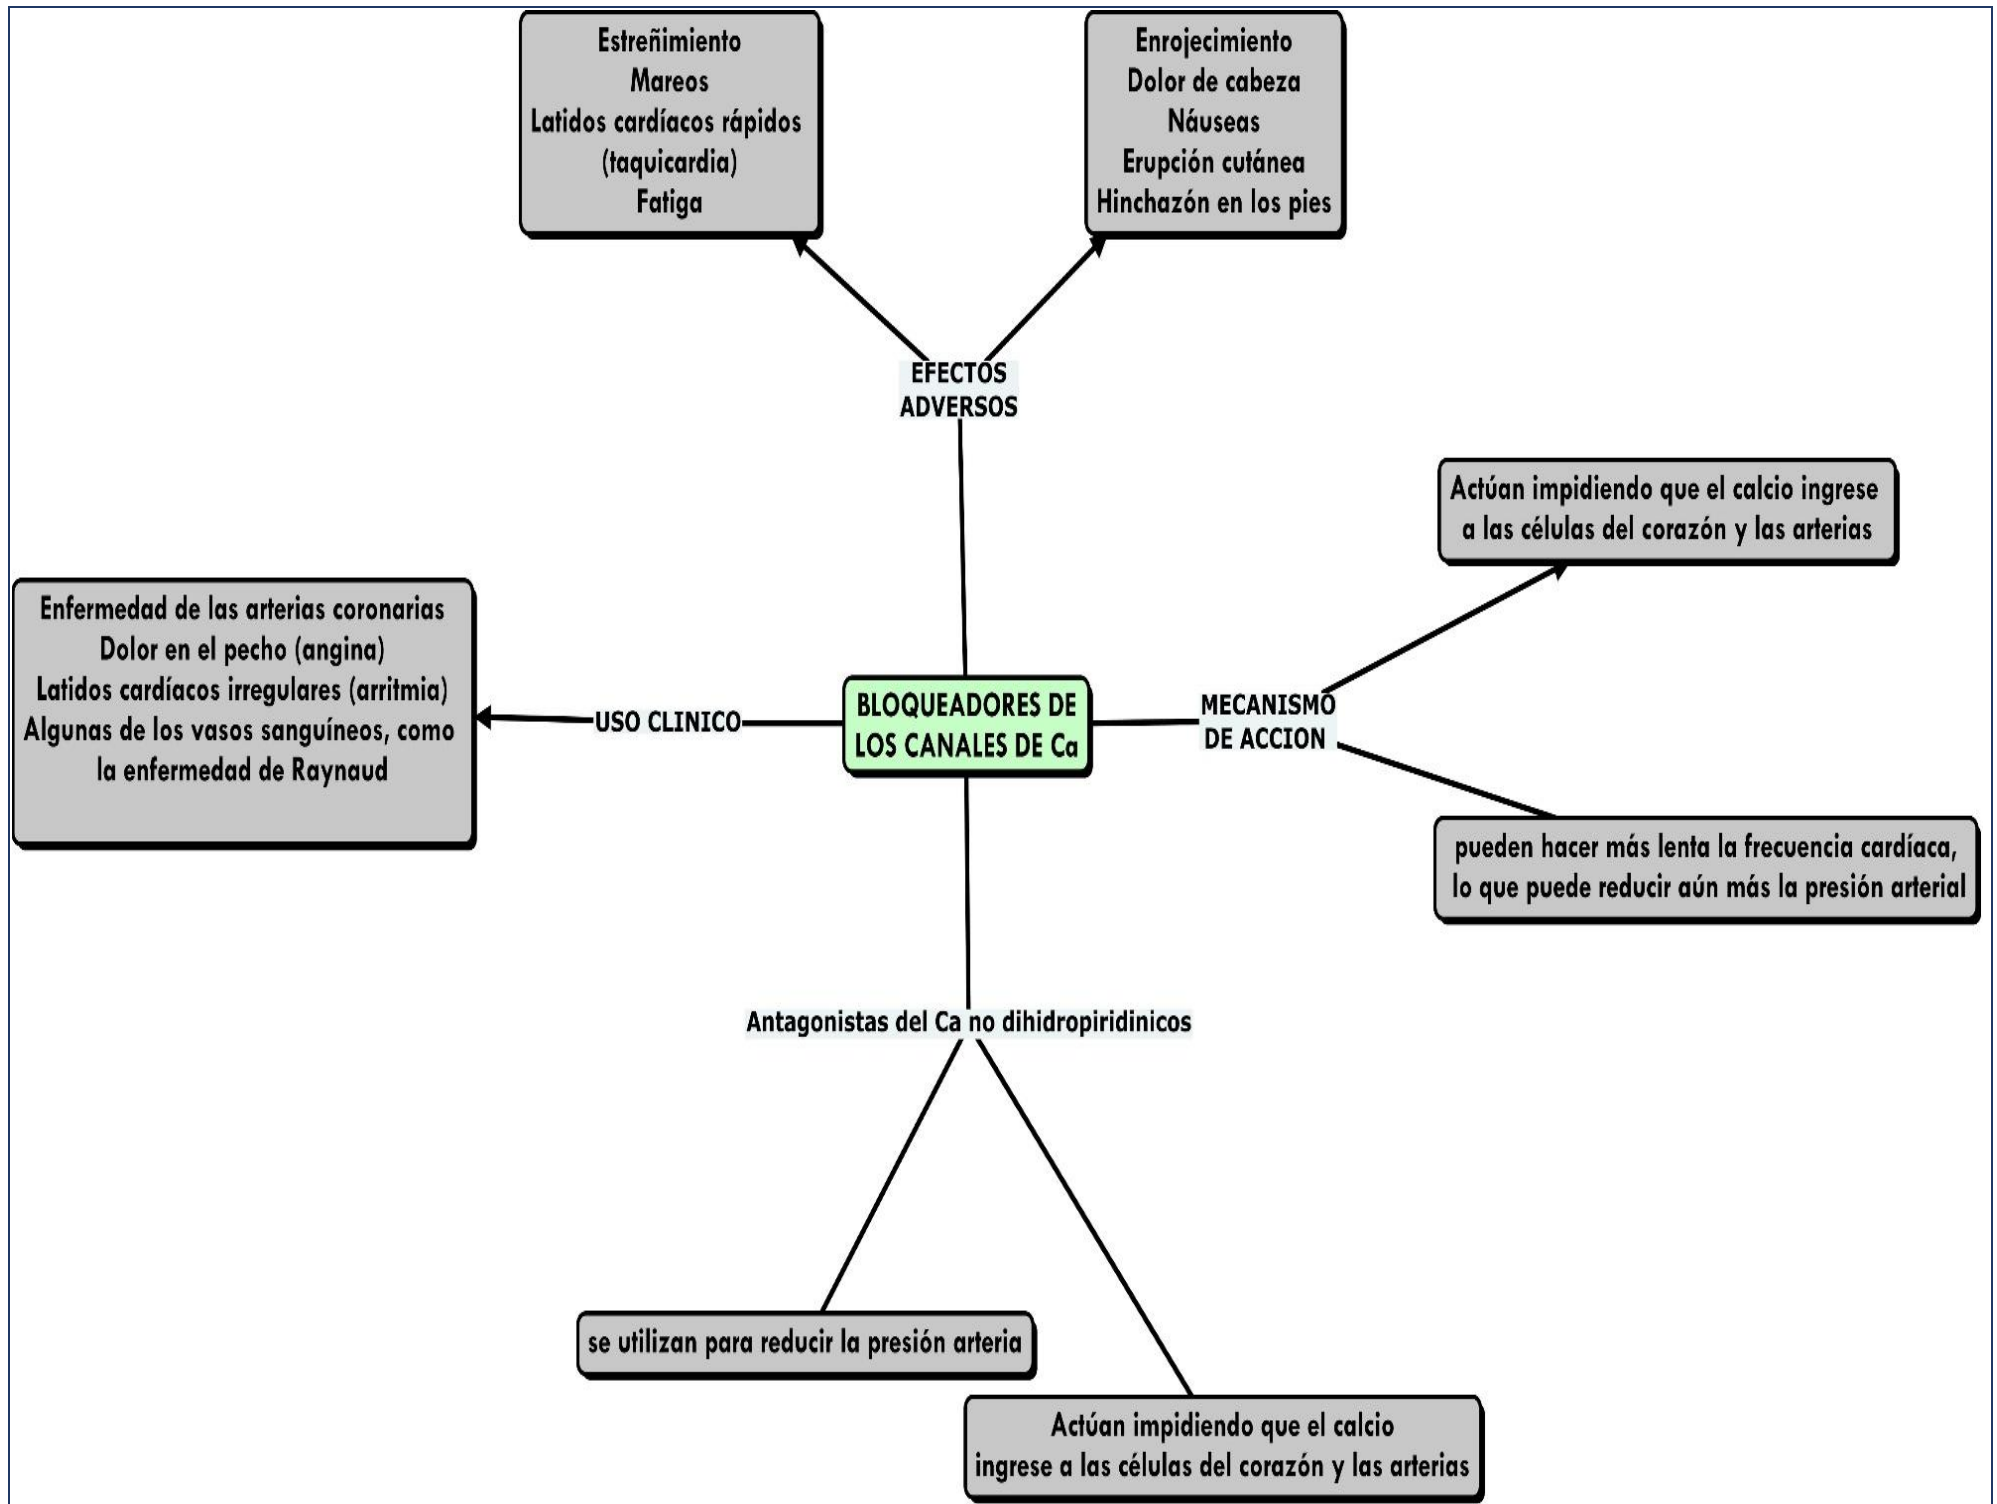 Estreñimiento
Mareos
Latidos cardíacos rápidos
(taquicardia)
Fatiga
Enrojecimiento
Dolor de cabeza
Náuseas
Erupción cutánea
Hinchazón en los pies
EFECTOS
ADVERSOS
Actúan impidiendo que el calcio ingrese
a las células del corazón y las arterias
Enfermedad de las arterias coronarias
Dolor en el pecho (angina)
Latidos cardíacos irregulares (arritmia)
Algunas de los vasos sanguíneos, como
la enfermedad de Raynaud
USO CLINICO
BLOQUEADORES DE
LOS CANALES DE Ca
MECANISMO
DE ACCION
pueden hacer más lenta la frecuencia cardíaca,
lo que puede reducir aún más la presión arterial
Antagonistas del Ca no dihidropiridinicos
se utilizan para reducir la presión arteria
Actúan impidiendo que el calcio
ingrese a las células del corazón y las arterias